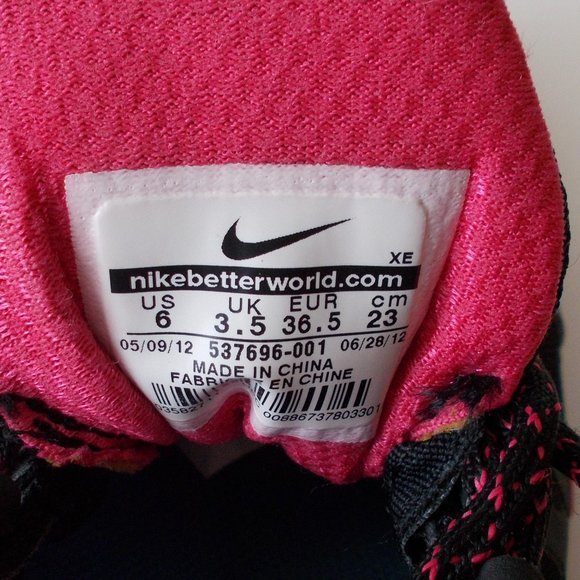 XE
nikebetterworld.com
US UK EUR cm
6 3.5 36.5 23
05/09/12 537696-001 06/28/12
MADE IN CHINA
EN CHINE
00886737803301